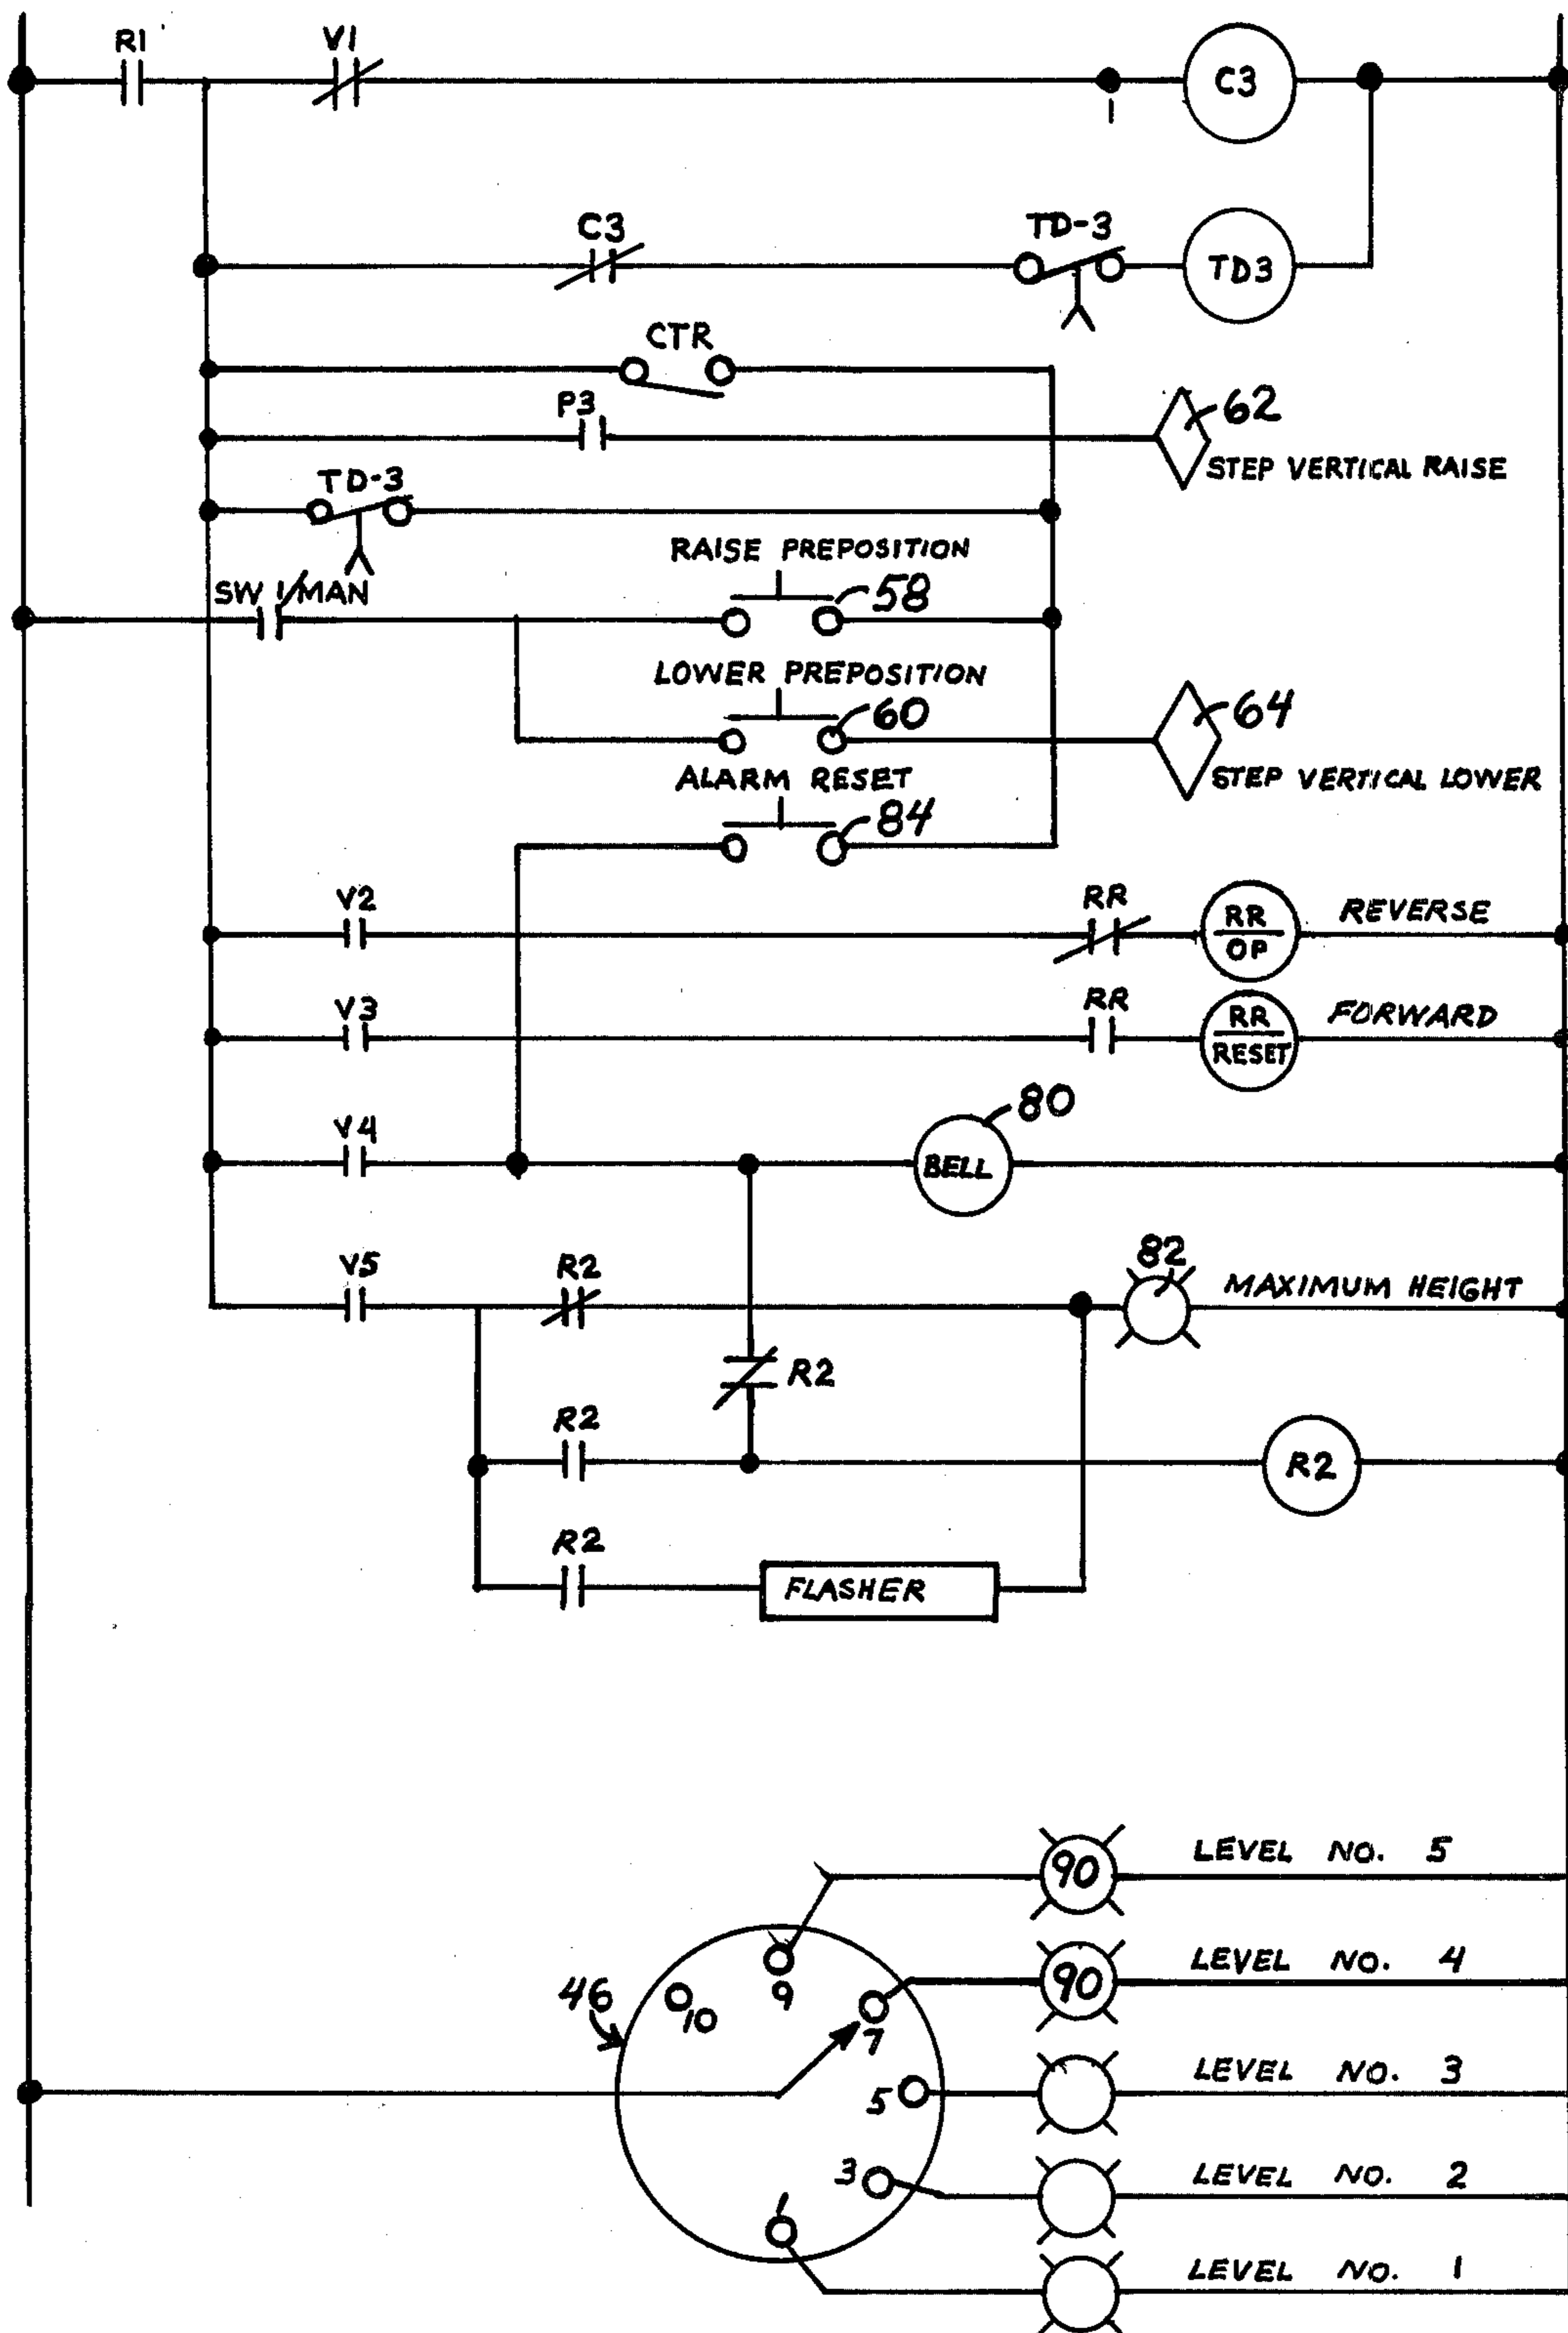 R1 V1
C3
1
C3 TD-3
TD3
CTR
P3 62
STEP VERTICAL RAISE
TD-3
RAISE PREPOSITION
SW 1/MAN 58
LOWER PREPOSITION
60 64
ALARM RESET STEP VERTICAL LOWER
84
V2 RR RR OP REVERSE
V3 RR RR RESET FORWARD
80
V4 BELL
82
V5 R2 MAXIMUM HEIGHT
R2
R2 R2
R2
FLASHER
90 LEVEL NO. 5
9
90 LEVEL NO. 4
46 10 7
LEVEL NO. 3
5
3 LEVEL NO. 2
1
LEVEL NO. 1